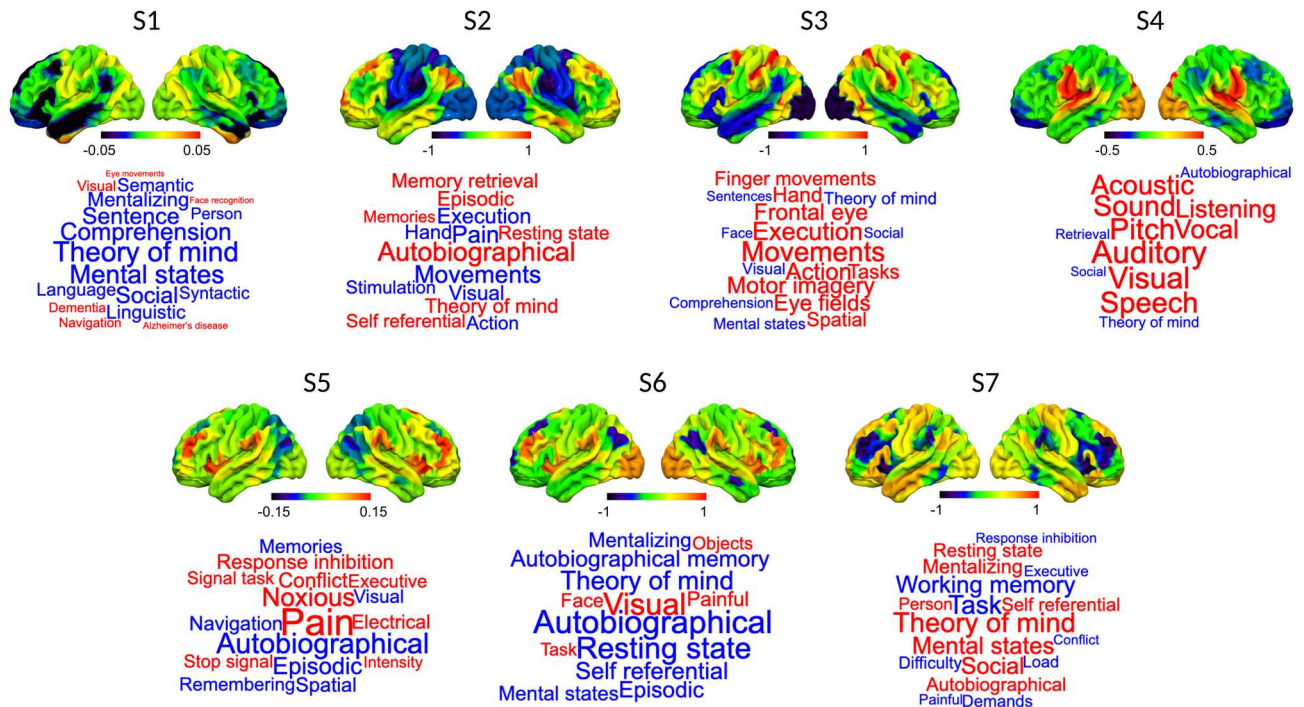 S1
S2
S3
S4
-0.05 0.05
-1 1
-1 1
-0.5 0.5
Eye movements
Visual Semantic
Mentalizing Face recognition
Sentence Person
Comprehension
Theory of mind
Mental states
Language Social Syntactic
Dementia Linguistic
Navigation Alzheimer's disease
Memory retrieval
Episodic
Memories Execution
Hand Pain Resting state
Autobiographical
Movements
Stimulation Visual
Theory of mind
Self referential Action
Finger movements
Sentences Hand Theory of mind
Frontal eye
Face Execution Social
Movements
Visual Action Tasks
Motor imagery
Comprehension Eye fields
Mental states Spatial
Autobiographical
Acoustic
Sound Listening
Retrieval Pitch Vocal
Auditory
Social Visual
Speech
Theory of mind
S5
S6
S7
-0.15 0.15
-1 1
-1 1
Memories
Response inhibition
Signal task Conflict Executive
Noxious Visual
Navigation Pain Electrical
Autobiographical
Stop signal Episodic Intensity
Remembering Spatial
Mentalizing Objects
Autobiographical memory
Theory of mind
Face Visual Painful
Autobiographical
Task Resting state
Self referential
Mental states Episodic
Response inhibition
Resting state
Mentalizing Executive
Working memory
Person Task Self referential
Theory of mind
Mental states Conflict
Difficulty Social Load
Autobiographical
Painful Demands